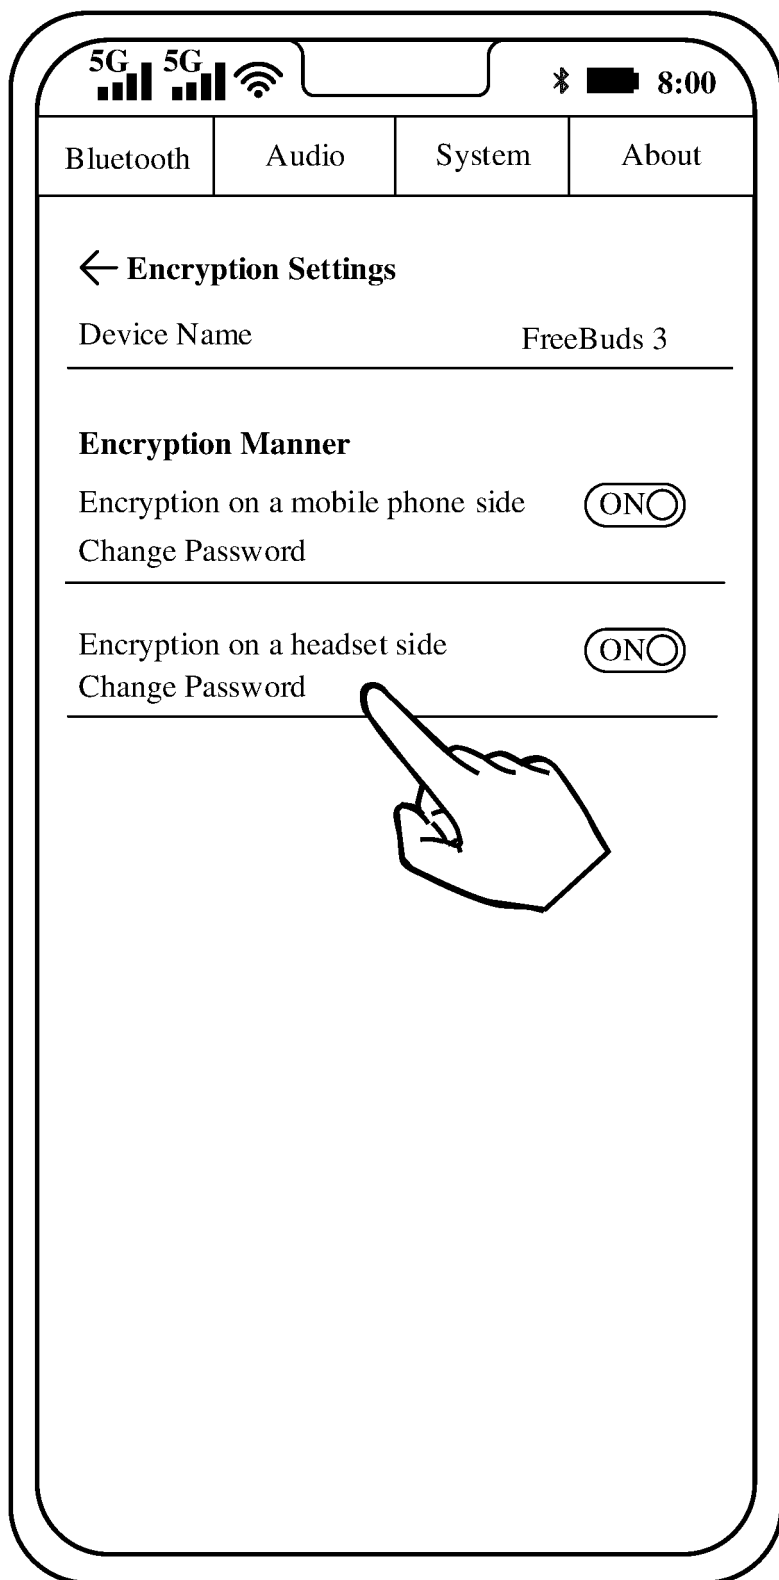 5G 5G 8:00
Bluetooth Audio System About
Encryption Settings
Device Name FreeBuds 3
Encryption Manner
Encryption on a mobile phone side ON
Change Password
Encryption on a headset side ON
Change Password